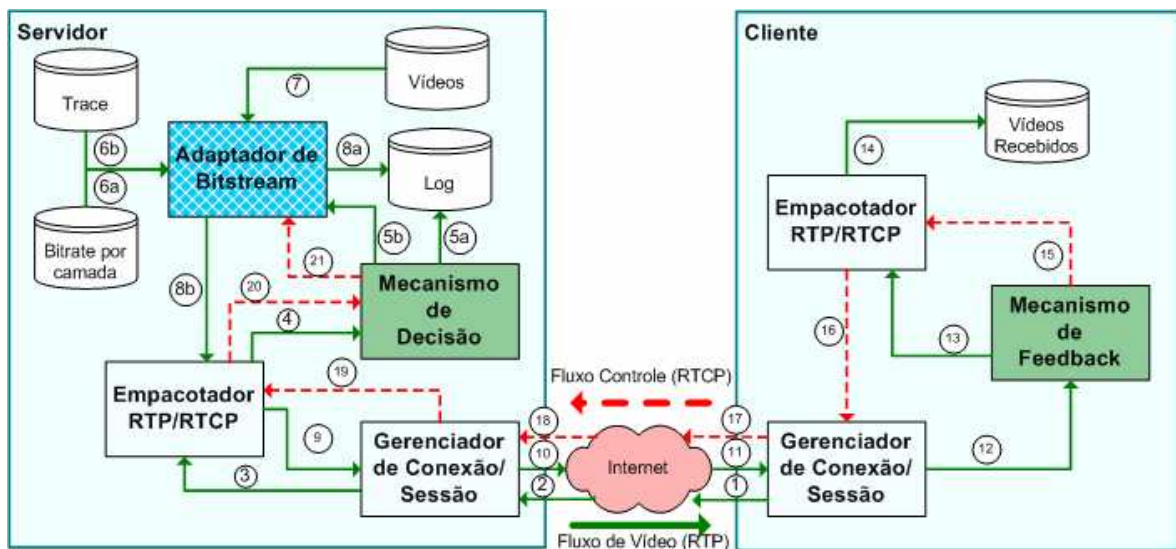 Servidor
Trace
6b
6a
Bitrate por
camada
7
Vídeos
Adaptador de
Bitstream
8a
Log
5b
5a
21
8b
20
4
Mecanismo
de
Decisão
19
Empacotador
RTP/RTCP
9
3
Gerenciador
de Conexão/
Sessão
18
10
2
Fluxo Controle (RTCP)
Internet
Fluxo de Vídeo (RTP)
17
11
1
Cliente
14
Vídeos
Recebidos
Empacotador
RTP/RTCP
15
16
13
Mecanismo
de
Feedback
Gerenciador
de Conexão/
Sessão
12